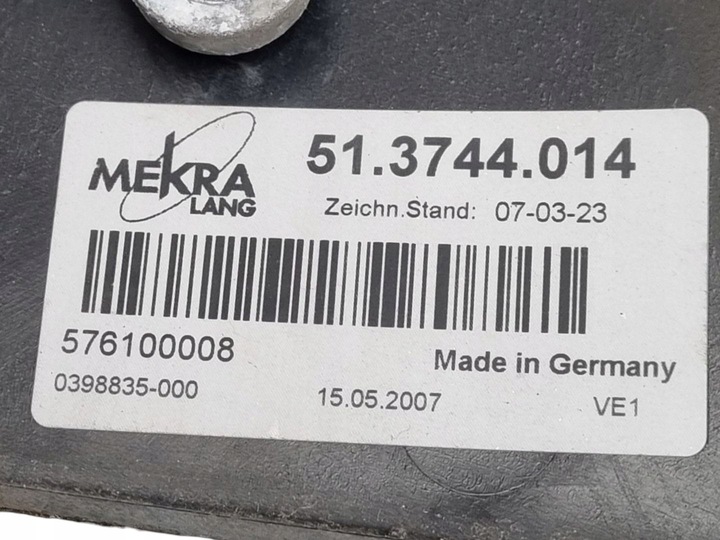 MEKRA
LANG
51.3744.014
Zeichn.Stand: 07-03-23
576100008
Made in Germany
0398835-000
15.05.2007
VE1